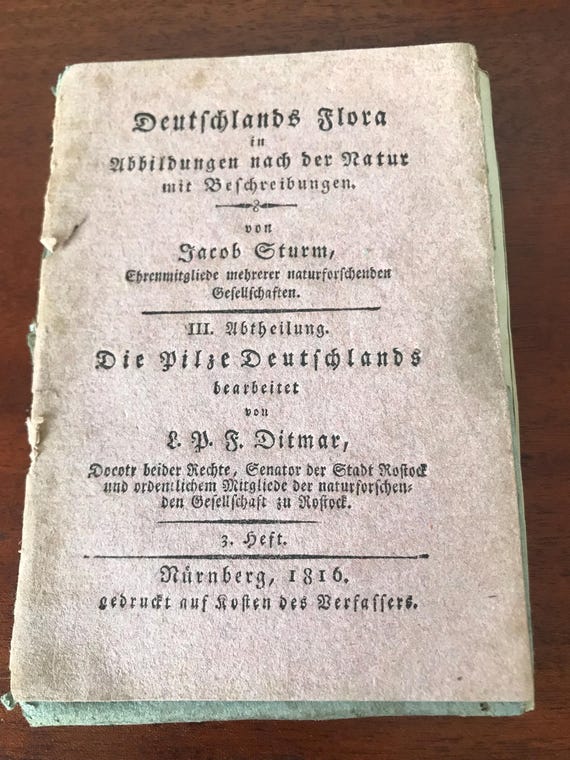 Deutſchlands Flora
in
Abbildungen nach der Natur
mit Beſchreibungen.
von
Jacob Sturm,
Ehrenmitgliede mehrerer naturforſchenden
Geſellſchaften.
III. Abtheilung.
Die Pilze Deutſchlands
bearbeitet
von
L. P. F. Ditmar,
Docotr beider Rechte, Senator der Stadt Roſtock
und ordentlichem Mitgliede der naturforſchen⸗
den Geſellſchaft zu Roſtock.
3. Heft.
Nürnberg, 1816.
gedruckt auf Koſten des Verfaſſers.